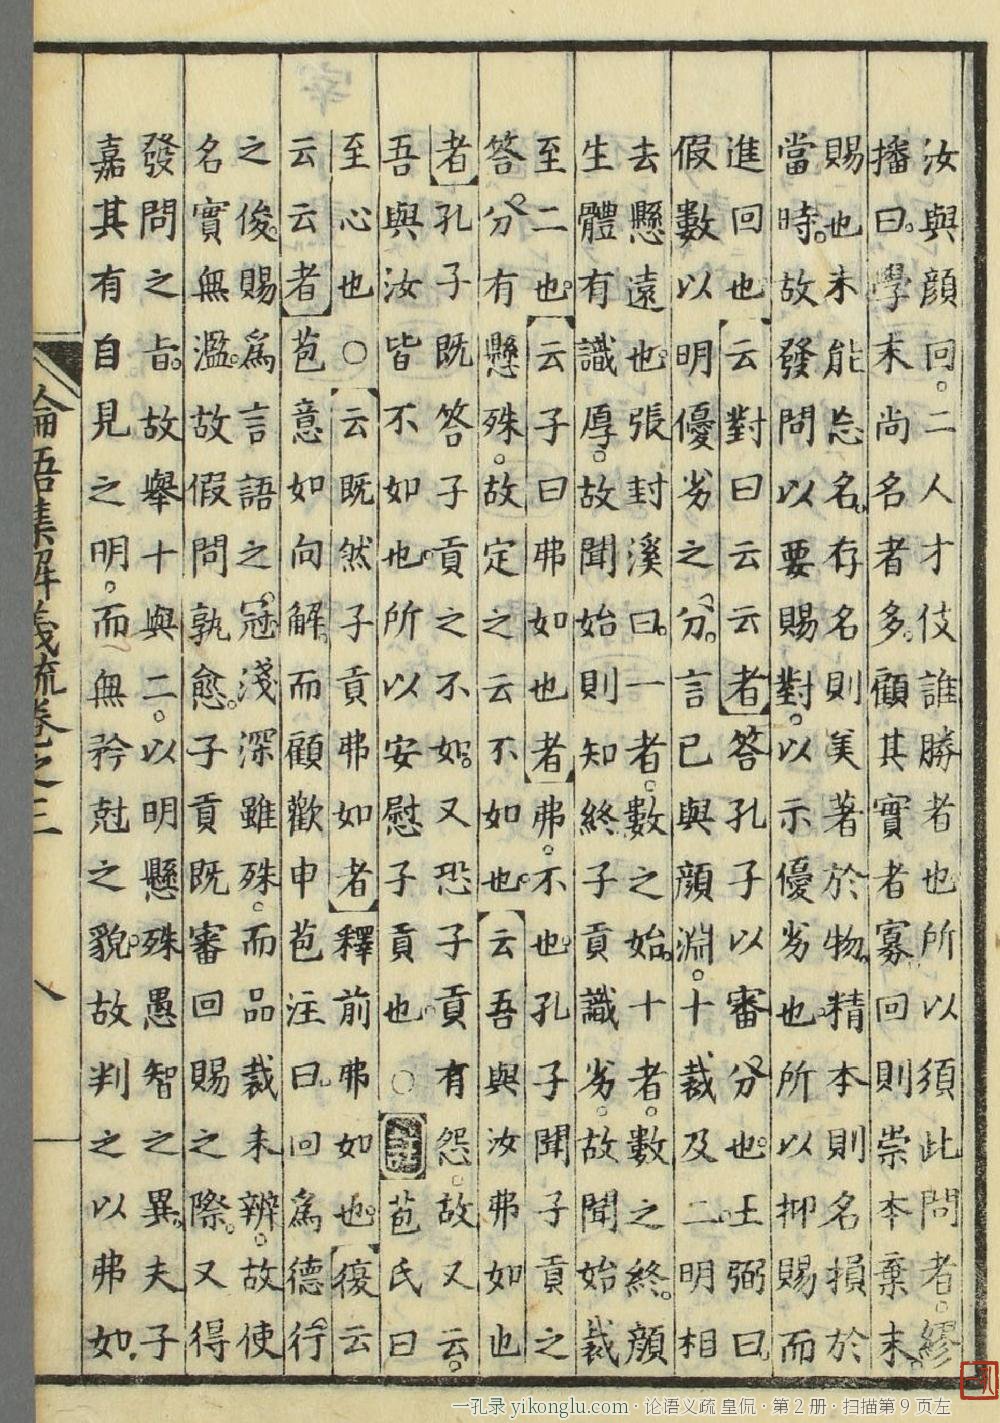 汝與顔回。二人才伎誰勝者也所以須此問者。繆
播曰。學末尚名者多。顧其實者寡。回則崇本棄末。
賜也未能忘名。存名則美著於物。精本則名損於
當時。故發問以要賜對。以示優劣也。所以抑賜而
進回也云對曰云云者答孔子以審分也。王弼曰。
假數以明優劣之分。言已與顔淵。十裁及二。明相
去懸遠也。張封溪曰。一者。數之始。十者。數之終。顔
生體有識厚。故聞始則知終子貢識劣。故聞始裁
至二也。云子曰弗如也者弗。不也。孔子聞子貢之
答分。有懸殊。故定之云不如也。云吾與汝弗如也
者孔子既答子貢之不如。又恐子貢有怨。故又云。
吾與汝皆不如也。所以安慰子貢也。○註苞氏曰
至心也○云既然子貢弗如者釋前弗如也。復云
云云者苞意如向解。而顧歡申苞注曰。回爲德行
之俊。賜爲言語之冠。淺深雖殊。而品裁未辨。故使
名實無濫。故假問孰愈。子貢既審回賜之際。又得
發問之旨。故舉十與二。以明懸殊愚智之異。夫子
嘉其有自見之明。而無矜尅之貌。故判之以弗如。
論語集解義疏卷之三
八
一孔录 yikonglu.com · 论语义疏 皇侃 · 第 2 册 · 扫描第 9 页左